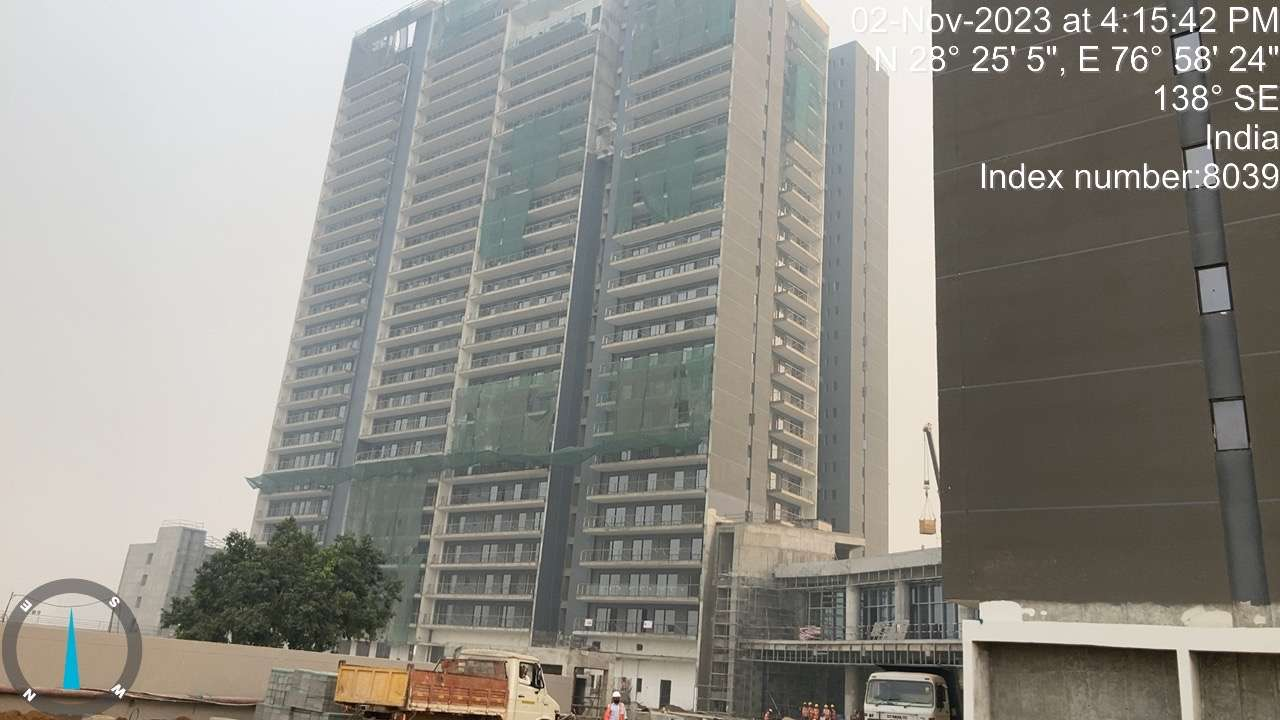 02-Nov-2023 at 4:15:42 PM
N 28° 25' 5", E 76° 58' 24"
138° SE
India
Index number:8039
S
E
N
W